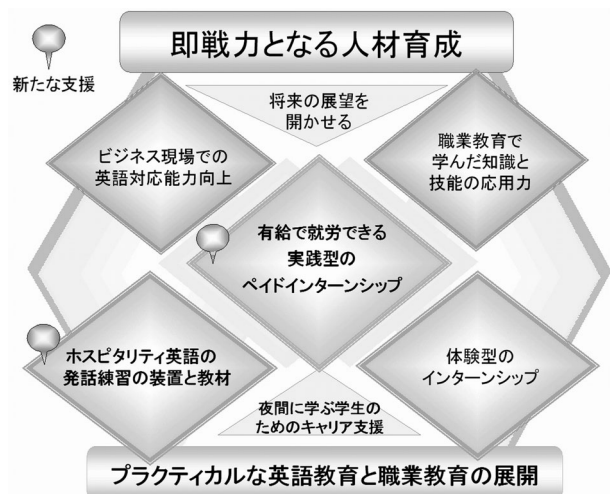 即戦力となる人材育成
新たな支援
将来の展望を
開かせる
ビジネス現場での
英語対応能力向上
職業教育で
学んだ知識と
技能の応用力
有給で就労できる
実践型の
ペイドインターンシップ
ホスピタリティ英語の
発話練習の装置と教材
体験型の
インターンシップ
夜間に学ぶ学生の
ためのキャリア支援
プラクティカルな英語教育と職業教育の展開